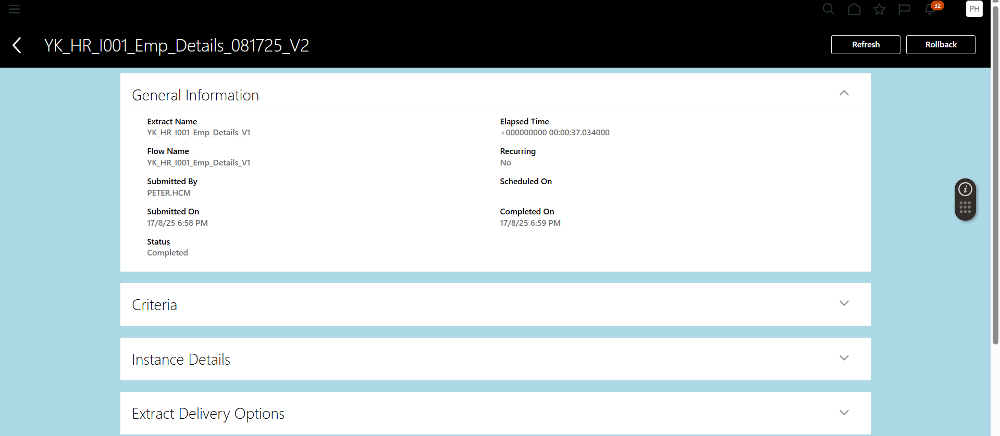 32
PH
YK_HR_I001_Emp_Details_081725_V2
Refresh
Rollback
General Information
Extract Name
YK_HR_I001_Emp_Details_V1
Elapsed Time
+000000000 00:00:37.034000
Flow Name
YK_HR_I001_Emp_Details_V1
Recurring
No
Submitted By
PETER.HCM
Scheduled On
Submitted On
17/8/25 6:58 PM
Completed On
17/8/25 6:59 PM
Status
Completed
i
Criteria
Instance Details
Extract Delivery Options